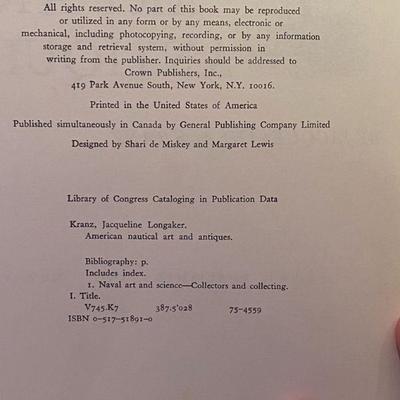 All rights reserved. No part of this book may be reproduced
or utilized in any form or by any means, electronic or
mechanical, including photocopying, recording, or by any information
storage and retrieval system, without permission in
writing from the publisher. Inquiries should be addressed to
Crown Publishers, Inc.,
419 Park Avenue South, New York, N.Y. 10016.
Printed in the United States of America
Published simultaneously in Canada by General Publishing Company Limited
Designed by Shari de Miskey and Margaret Lewis
Library of Congress Cataloging in Publication Data
Kranz, Jacqueline Longaker.
American nautical art and antiques.
Bibliography: p.
Includes index.
1. Naval art and science—Collectors and collecting.
I. Title.
V745.K7 387.5'028 75-4559
ISBN 0-517-51891-0